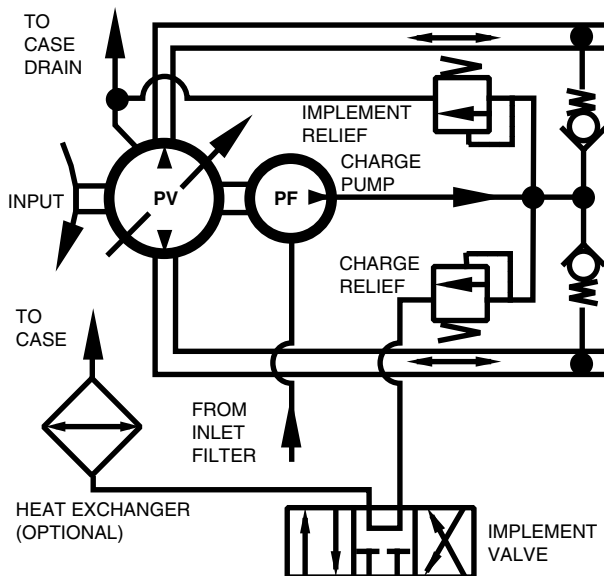 TO
CASE
DRAIN
IMPLEMENT
RELIEF
CHARGE
PUMP
INPUT
PV
PF
CHARGE
RELIEF
TO
CASE
FROM
INLET
FILTER
HEAT EXCHANGER
(OPTIONAL)
IMPLEMENT
VALVE